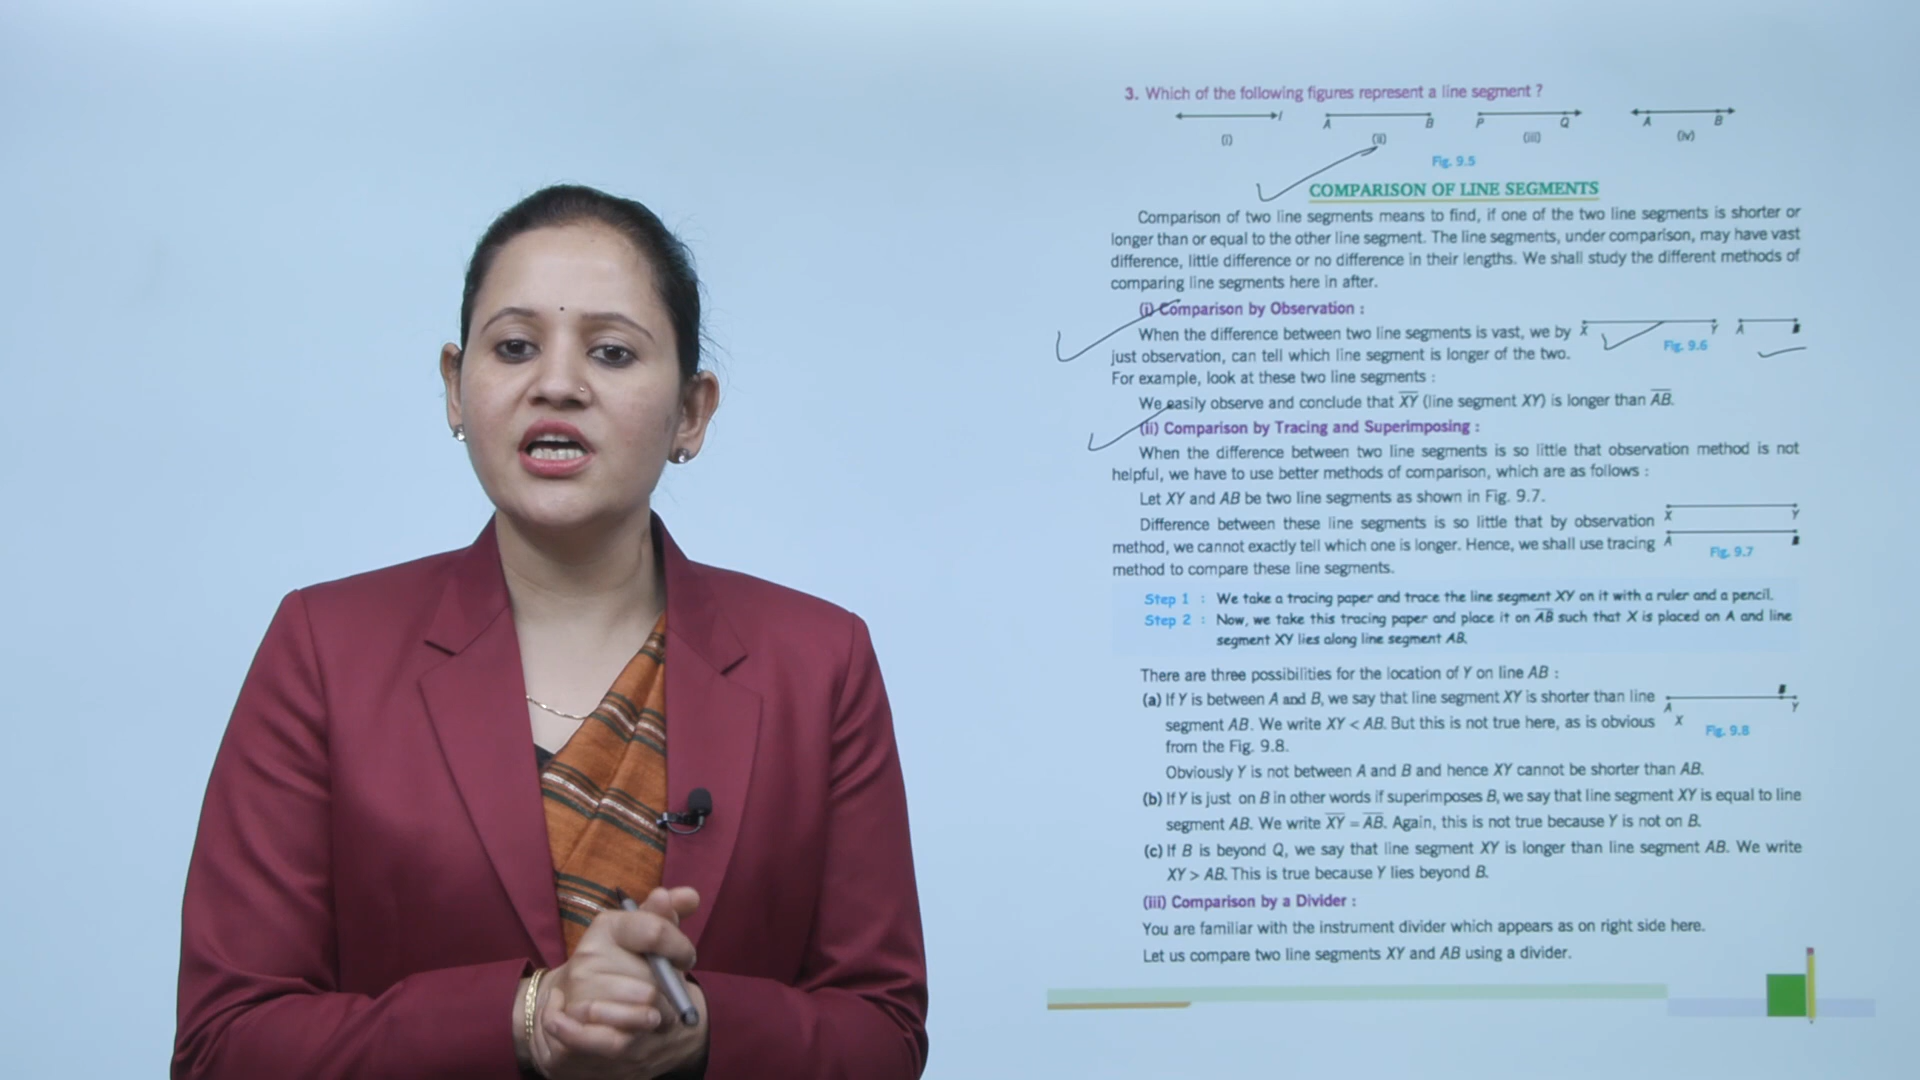 3. Which of the following figures represent a line segment ?
l A B P Q A B
(i) (ii) (iii) (iv)
Fig. 9.5
COMPARISON OF LINE SEGMENTS
Comparison of two line segments means to find, if one of the two line segments is shorter or
longer than or equal to the other line segment. The line segments, under comparison, may have vast
difference, little difference or no difference in their lengths. We shall study the different methods of
comparing line segments here in after.
(i) Comparison by Observation :
When the difference between two line segments is vast, we by
X Y A
just observation, can tell which line segment is longer of the two.
Fig. 9.6
For example, look at these two line segments :
We easily observe and conclude that X̅Y̅ (line segment XY) is longer than A̅B̅.
(ii) Comparison by Tracing and Superimposing :
When the difference between two line segments is so little that observation method is not
helpful, we have to use better methods of comparison, which are as follows :
Let XY and AB be two line segments as shown in Fig. 9.7.
Difference between these line segments is so little that by observation
X Y
method, we cannot exactly tell which one is longer. Hence, we shall use tracing
A
Fig. 9.7
method to compare these line segments.
Step 1 : We take a tracing paper and trace the line segment XY on it with a ruler and a pencil.
Step 2 : Now, we take this tracing paper and place it on A̅B̅ such that X is placed on A and line
segment XY lies along line segment AB.
There are three possibilities for the location of Y on line AB :
(a) If Y is between A and B, we say that line segment XY is shorter than line
A Y
segment AB. We write XY < AB. But this is not true here, as is obvious
X
Fig. 9.8
from the Fig. 9.8.
Obviously Y is not between A and B and hence XY cannot be shorter than AB.
(b) If Y is just on B in other words if superimposes B, we say that line segment XY is equal to line
segment AB. We write X̅Y̅ = A̅B̅. Again, this is not true because Y is not on B.
(c) If B is beyond Q, we say that line segment XY is longer than line segment AB. We write
XY > AB. This is true because Y lies beyond B.
(iii) Comparison by a Divider :
You are familiar with the instrument divider which appears as on right side here.
Let us compare two line segments XY and AB using a divider.